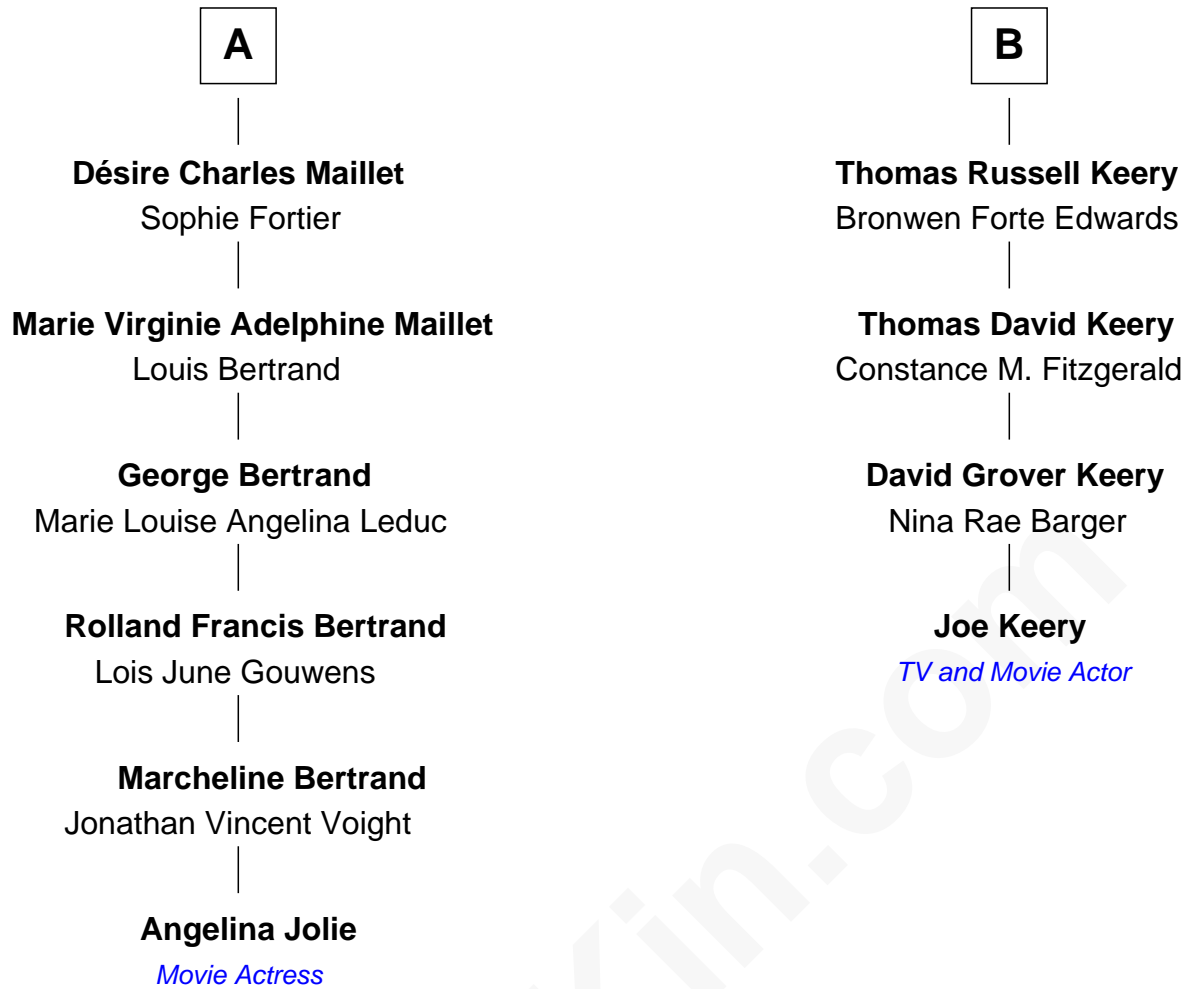 A
Désire Charles Maillet
Sophie Fortier
Marie Virginie Adelphine Maillet
Louis Bertrand
George Bertrand
Marie Louise Angelina Leduc
Rolland Francis Bertrand
Lois June Gouwens
Marcheline Bertrand
Jonathan Vincent Voight
Angelina Jolie
Movie Actress
B
Thomas Russell Keery
Bronwen Forte Edwards
Thomas David Keery
Constance M. Fitzgerald
David Grover Keery
Nina Rae Barger
Joe Keery
TV and Movie Actor
Kin.com